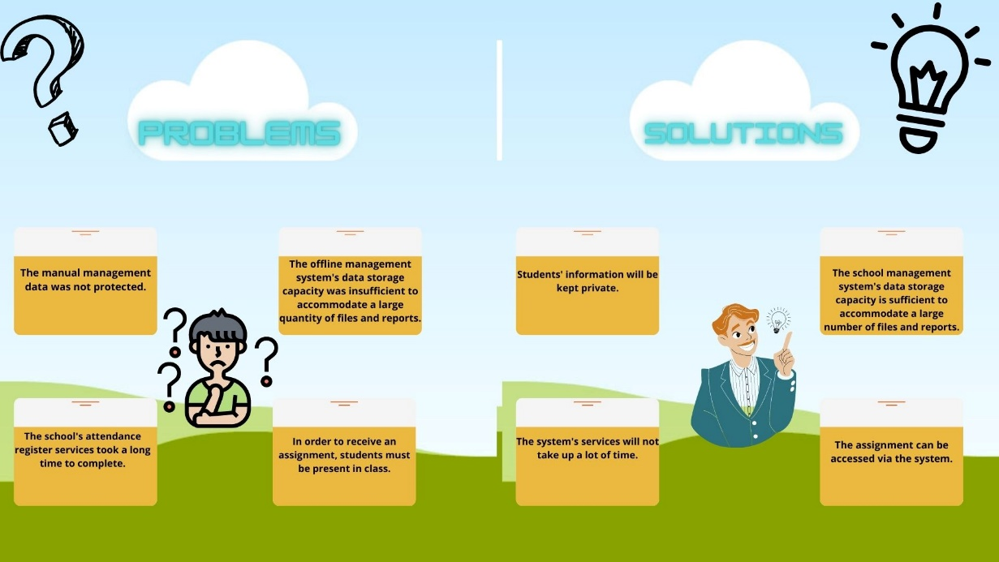 PROBLEMS
SOLUTIONS
The manual management
data was not protected.
The offline management
system's data storage
capacity was insufficient to
accommodate a large
quantity of files and reports.
Students' information will be
kept private.
The school management
system's data storage
capacity is sufficient to
accommodate a large
number of files and reports.
The school's attendance
register services took a long
time to complete.
In order to receive an
assignment, students must
be present in class.
The system's services will not
take up a lot of time.
The assignment can be
accessed via the system.